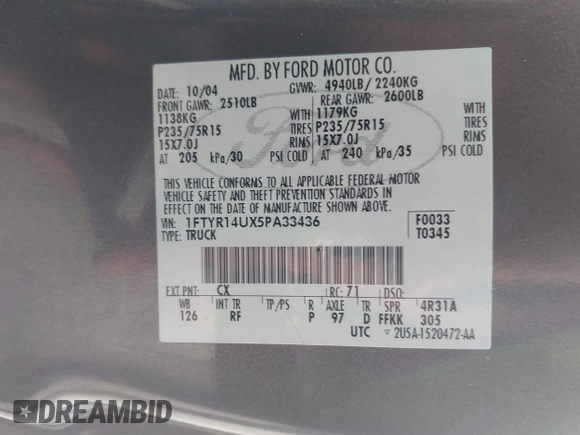 MFD. BY FORD MOTOR CO.
DATE: 10/04 GVWR: 4940LB/ 2240KG
FRONT GAWR: 2510LB REAR GAWR: 2600LB
1138KG WITH 1179KG WITH
P235/75R15 TIRES P235/75R15 TIRES
15X7.0J RIMS 15X7.0J RIMS
AT 205 kPa/30 PSI COLD AT 240 kPa/35 PSI COLD
Ford
THIS VEHICLE CONFORMS TO ALL APPLICABLE FEDERAL MOTOR
VEHICLE SAFETY AND THEFT PREVENTION STANDARDS IN
EFFECT ON THE DATE OF MANUFACTURE SHOWN ABOVE.
VIN: 1FTYR14UX5PA33436 F0033
TYPE: TRUCK T0345
EXT PNT: CX RC: 71 DSO:
WB INT TR TP/PS R AXLE TR SPR 4R31A
126 RF P 97 D FFKK 305
UTC 2U5A-1520472-AA
DREAMBID